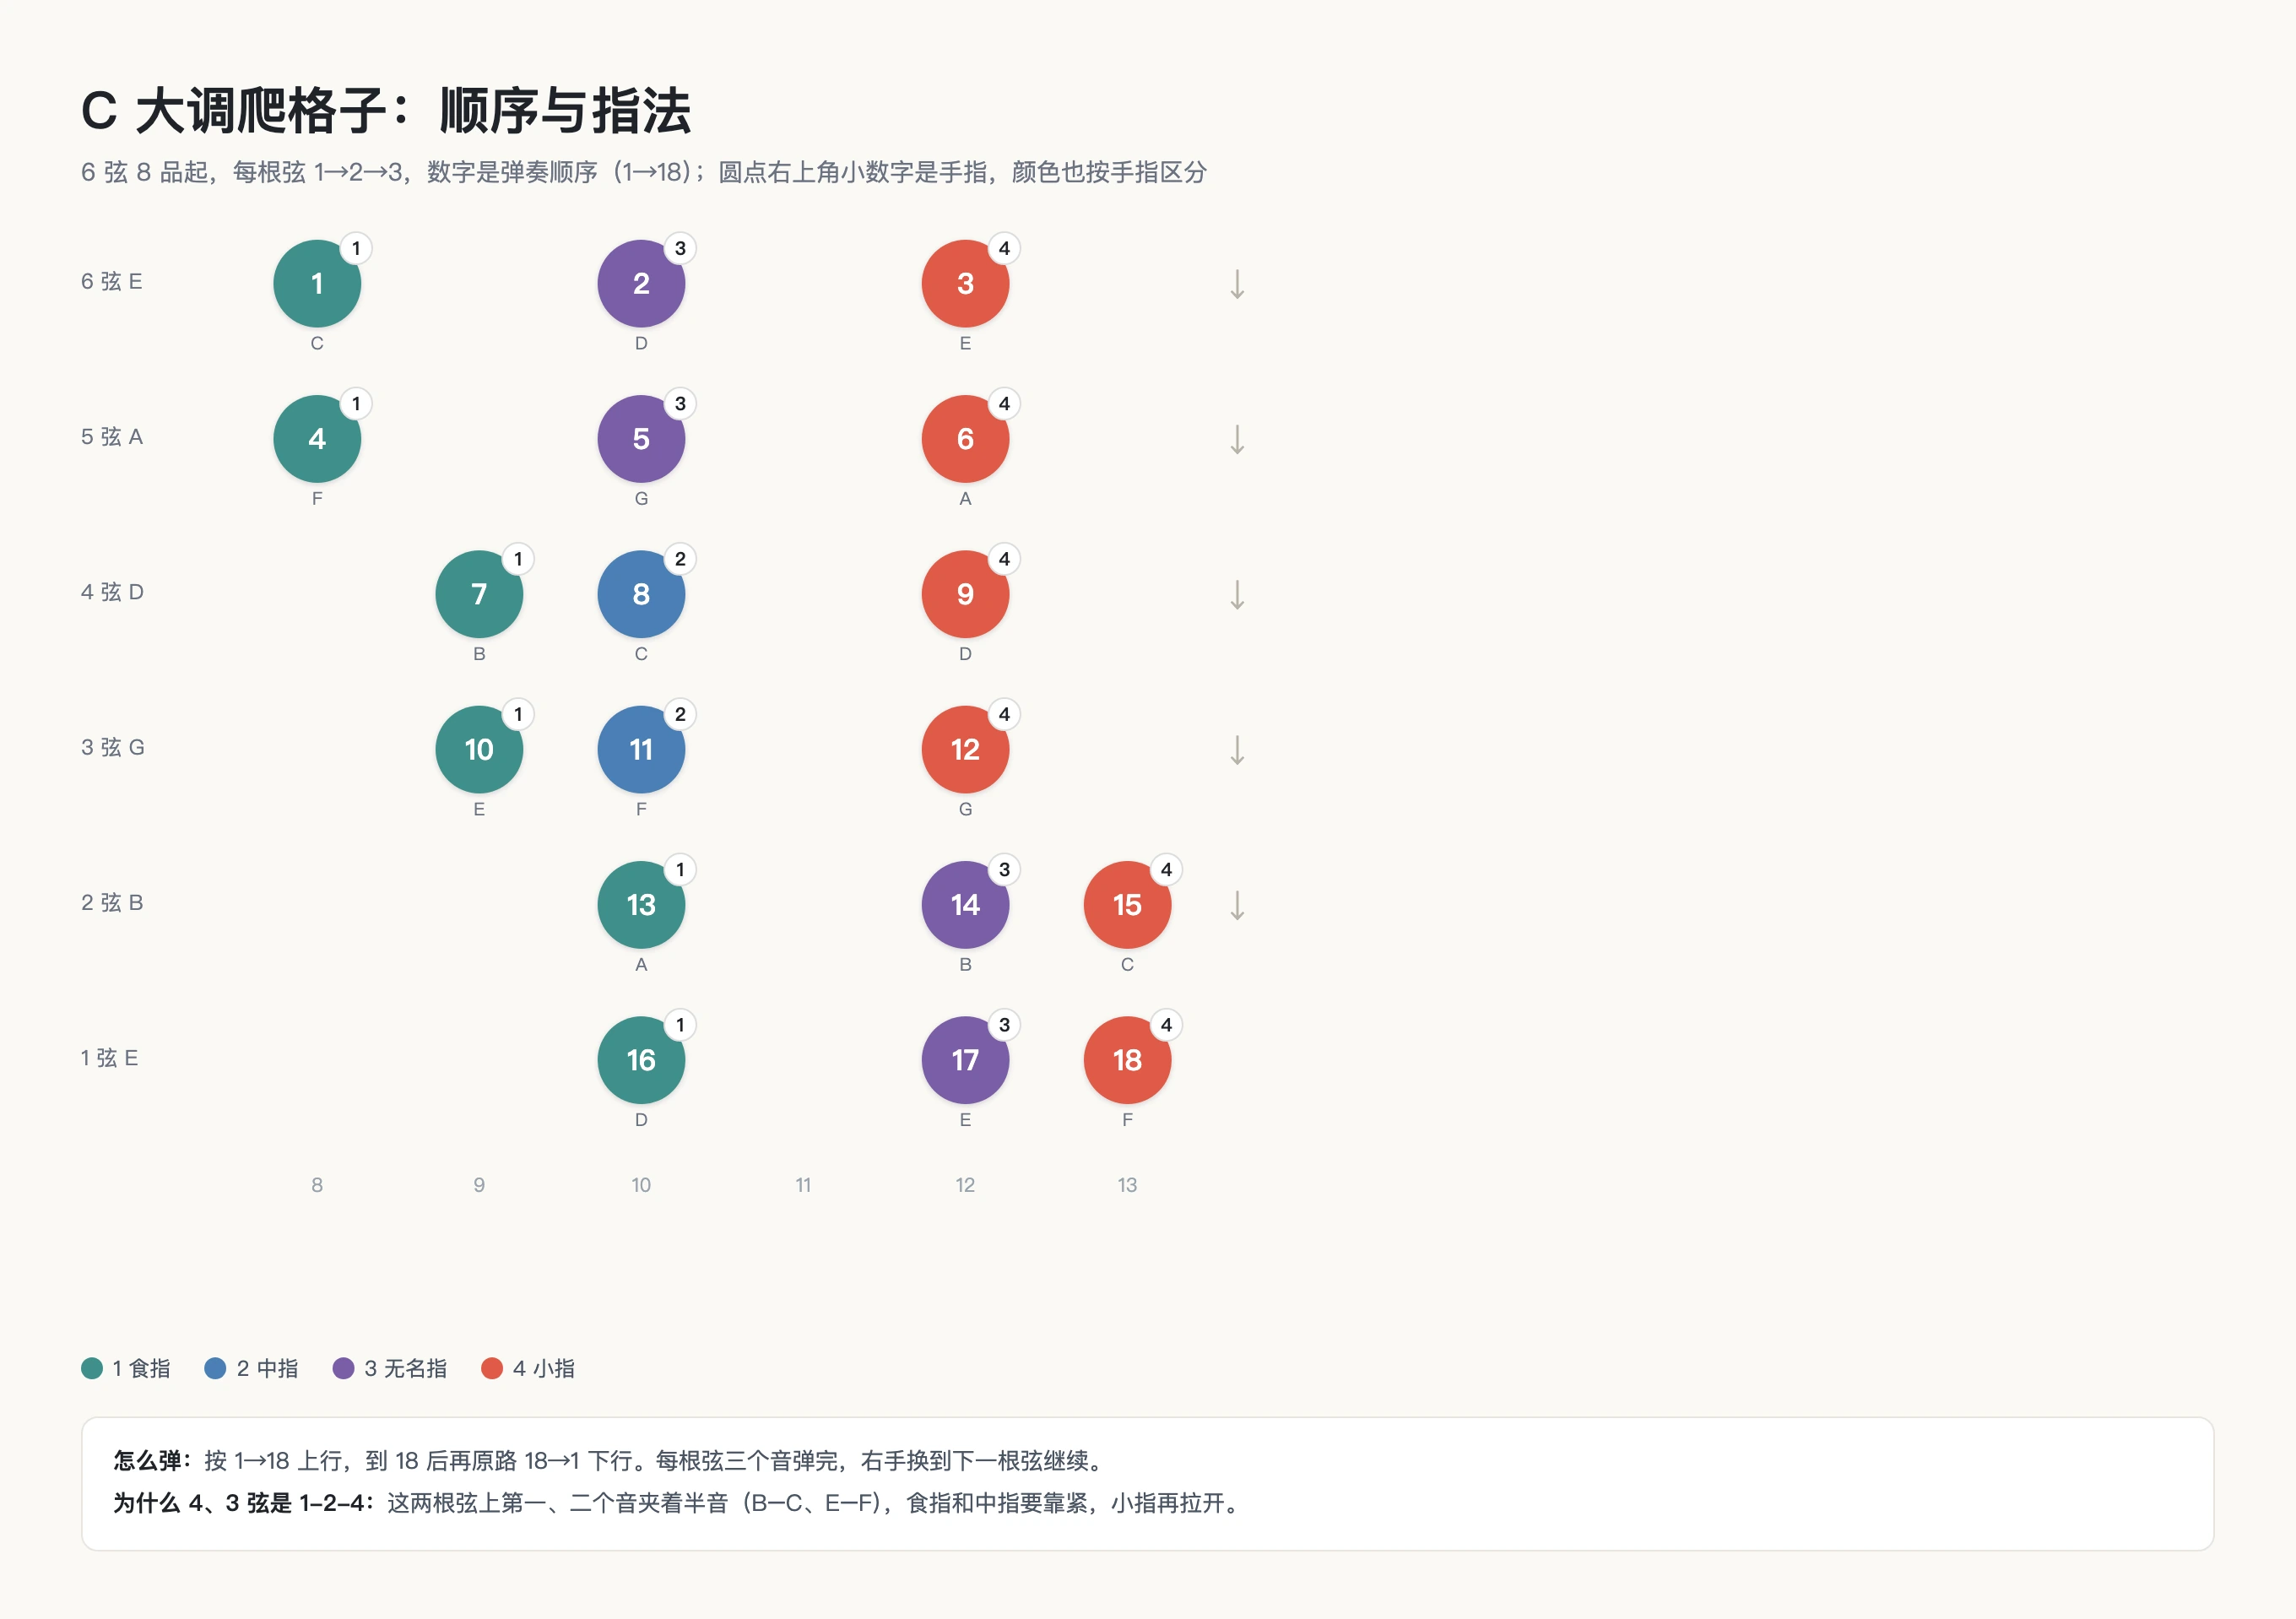 C 大调爬格子：顺序与指法
6 弦 8 品起，每根弦 1→2→3，数字是弹奏顺序（1→18）；圆点右上角小数字是手指，颜色也按手指区分
1 3 4
6 弦 E 1 2 3 ↓
C D E
1 3 4
5 弦 A 4 5 6 ↓
F G A
1 2 4
4 弦 D 7 8 9 ↓
B C D
1 2 4
3 弦 G 10 11 12 ↓
E F G
1 3 4
2 弦 B 13 14 15 ↓
A B C
1 3 4
1 弦 E 16 17 18
D E F
8 9 10 11 12 13
1 食指 2 中指 3 无名指 4 小指
怎么弹：按 1→18 上行，到 18 后再原路 18→1 下行。每根弦三个音弹完，右手换到下一根弦继续。
为什么 4、3 弦是 1–2–4：这两根弦上第一、二个音夹着半音（B—C、E—F），食指和中指要靠紧，小指再拉开。